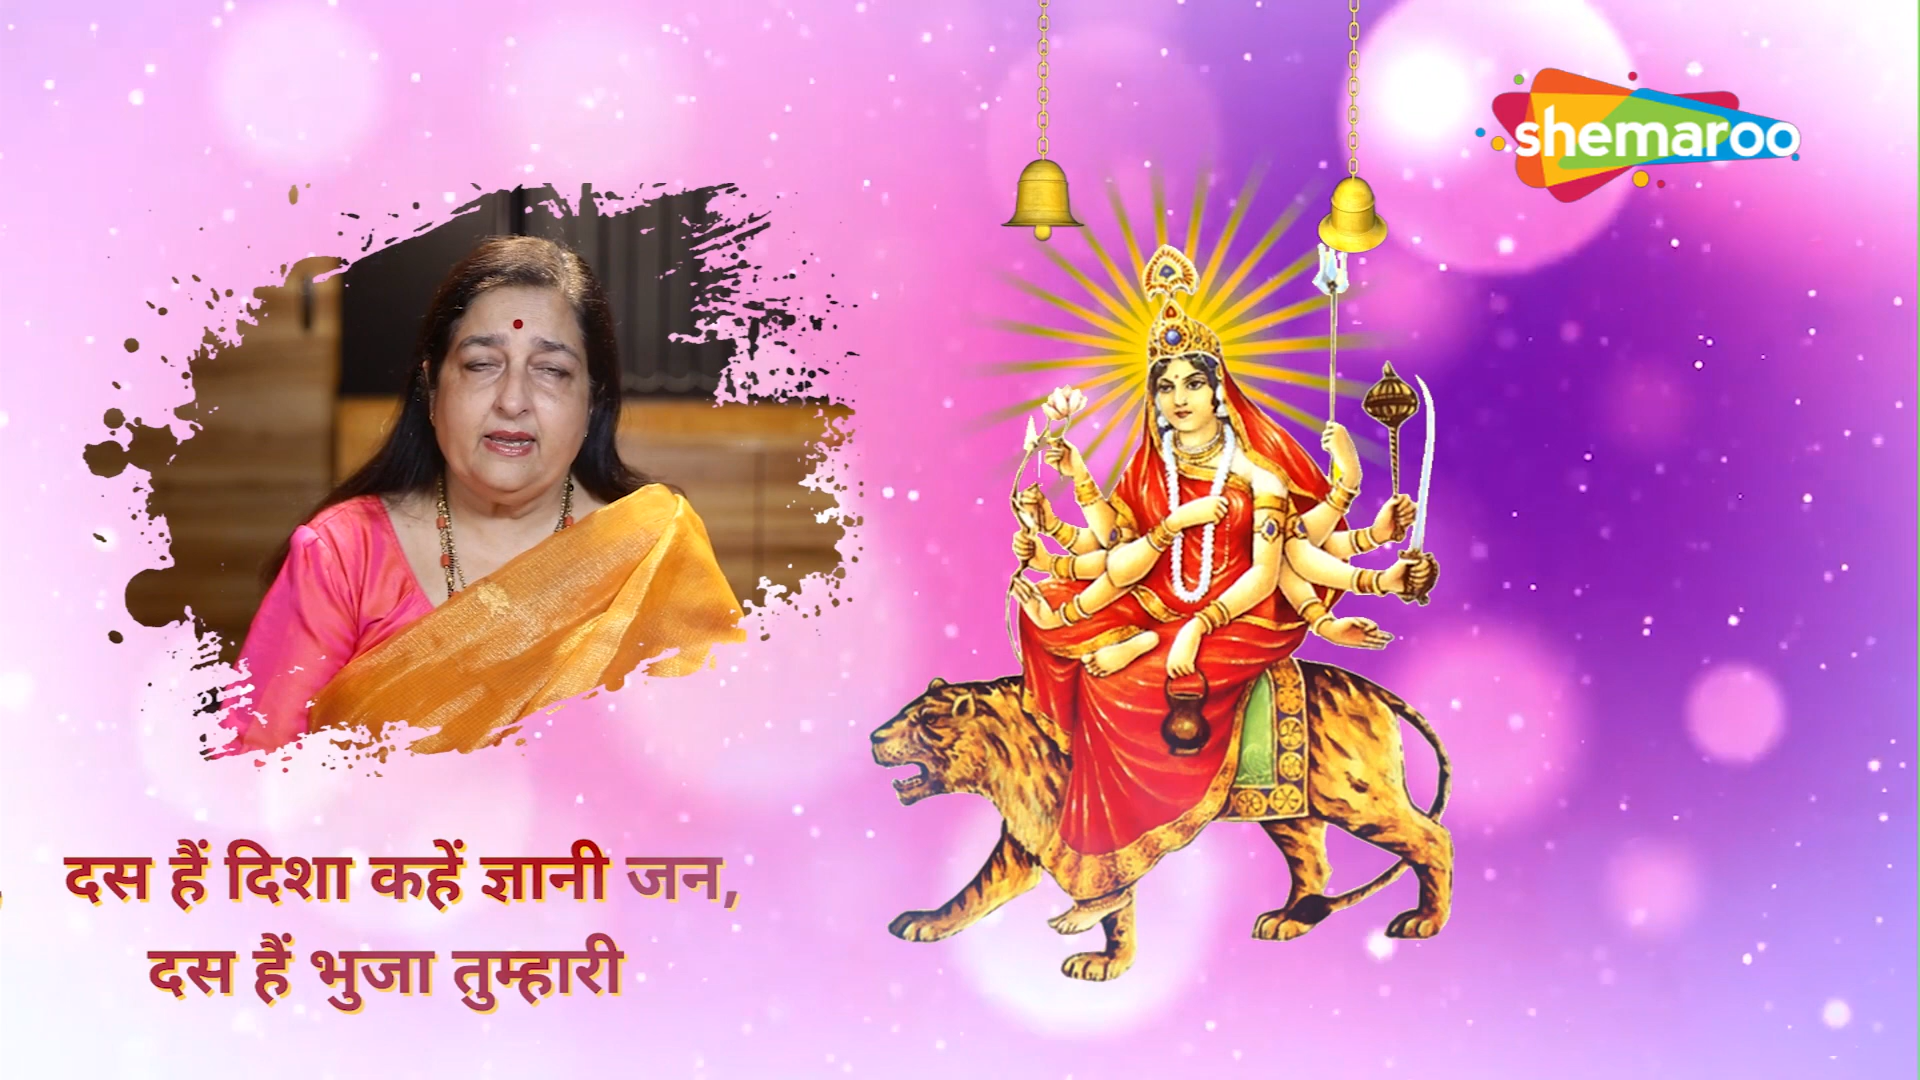 shemaroo
दस हैं दिशा कहें ज्ञानी जन,
दस हैं भुजा तुम्हारी